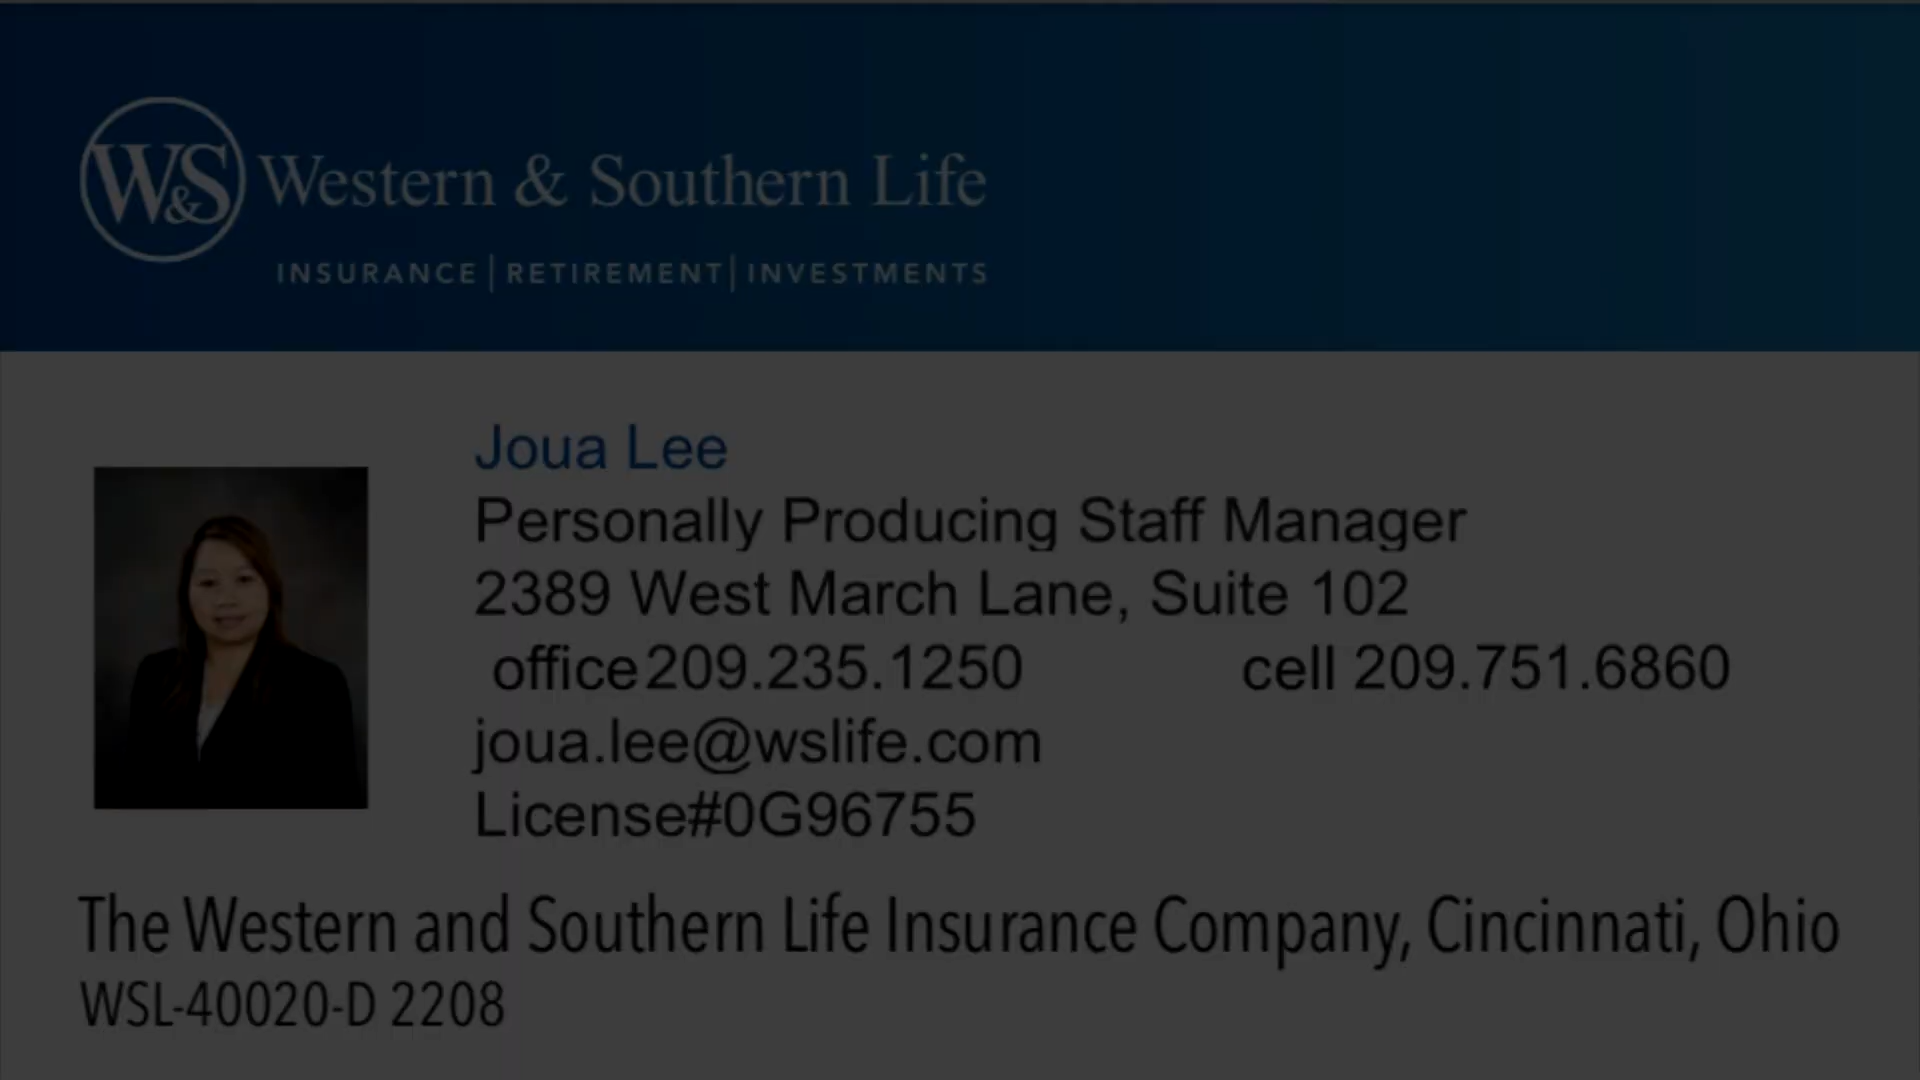 W&S Western & Southern Life
INSURANCE | RETIREMENT | INVESTMENTS
Joua Lee
Personally Producing Staff Manager
2389 West March Lane, Suite 102
office 209.235.1250 cell 209.751.6860
joua.lee@wslife.com
License#0G96755
The Western and Southern Life Insurance Company, Cincinnati, Ohio
WSL-40020-D 2208